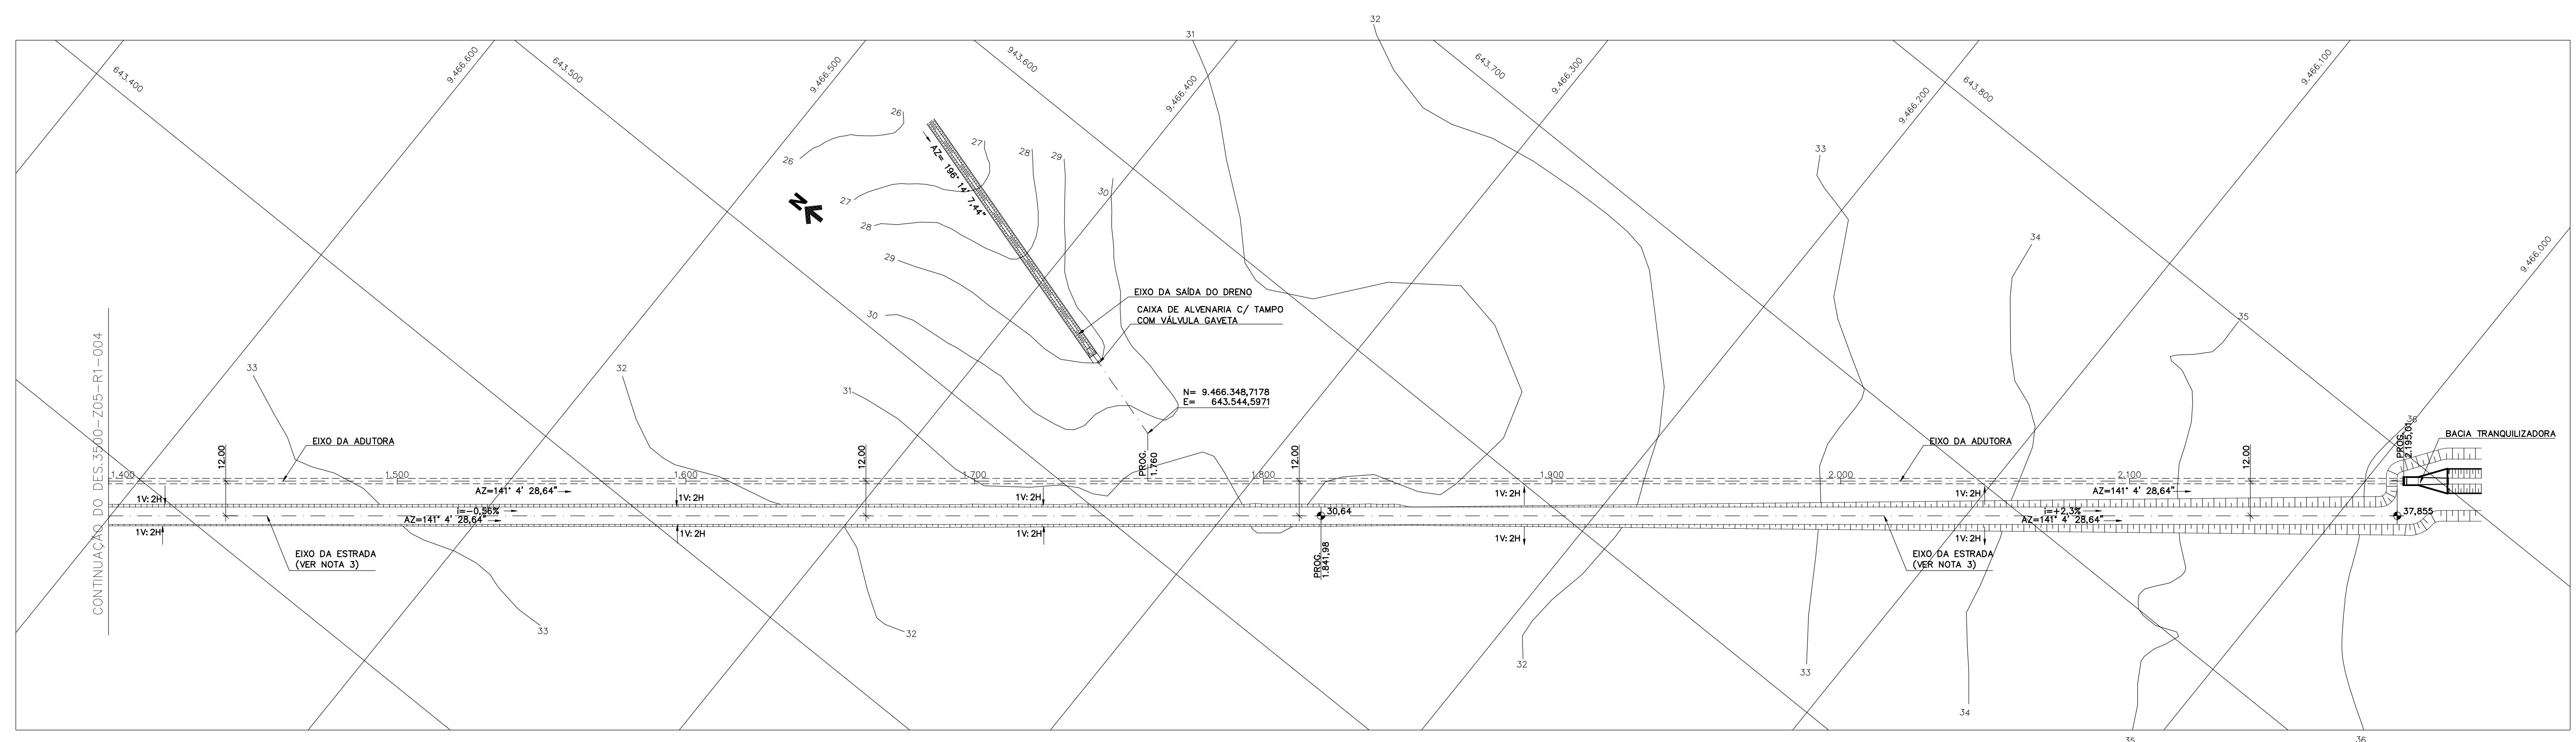 32
31
643.400
9.466.600
643.500
9.466.500
943.600
9.466.400
643.700
9.466.300
9.466.200
643.800
9.466.100
9.466.000
26
26
27
27
28
28
29
29
30
30
31
AZ= 196° 14' 7,44"
N
33
34
35
36
EIXO DA SAÍDA DO DRENO
CAIXA DE ALVENARIA C/ TAMPO
COM VÁLVULA GAVETA
N= 9.466.348,7178
E= 643.544,5971
CONTINUAÇÃO DO DES.3500-Z05-R1-004
33
32
EIXO DA ADUTORA
EIXO DA ADUTORA
BACIA TRANQUILIZADORA
12.00
12.00
12.00
12.00
PROG.
1.760
PROG.
2.195,01
1.400
1.500
1.600
1.700
1.800
1.900
2.000
2.100
AZ=141° 4' 28,64"
AZ=141° 4' 28,64"
1V:2H
1V:2H
1V:2H
1V:2H
1V:2H
i=-0,56%
AZ=141° 4' 28,64"
30,64
i=+2,3%
AZ=141° 4' 28,64"
37,855
1V:2H
1V:2H
1V:2H
1V:2H
1V:2H
EIXO DA ESTRADA
(VER NOTA 3)
PROG.
1.841,98
EIXO DA ESTRADA
(VER NOTA 3)
33
32
32
33
34
35
36